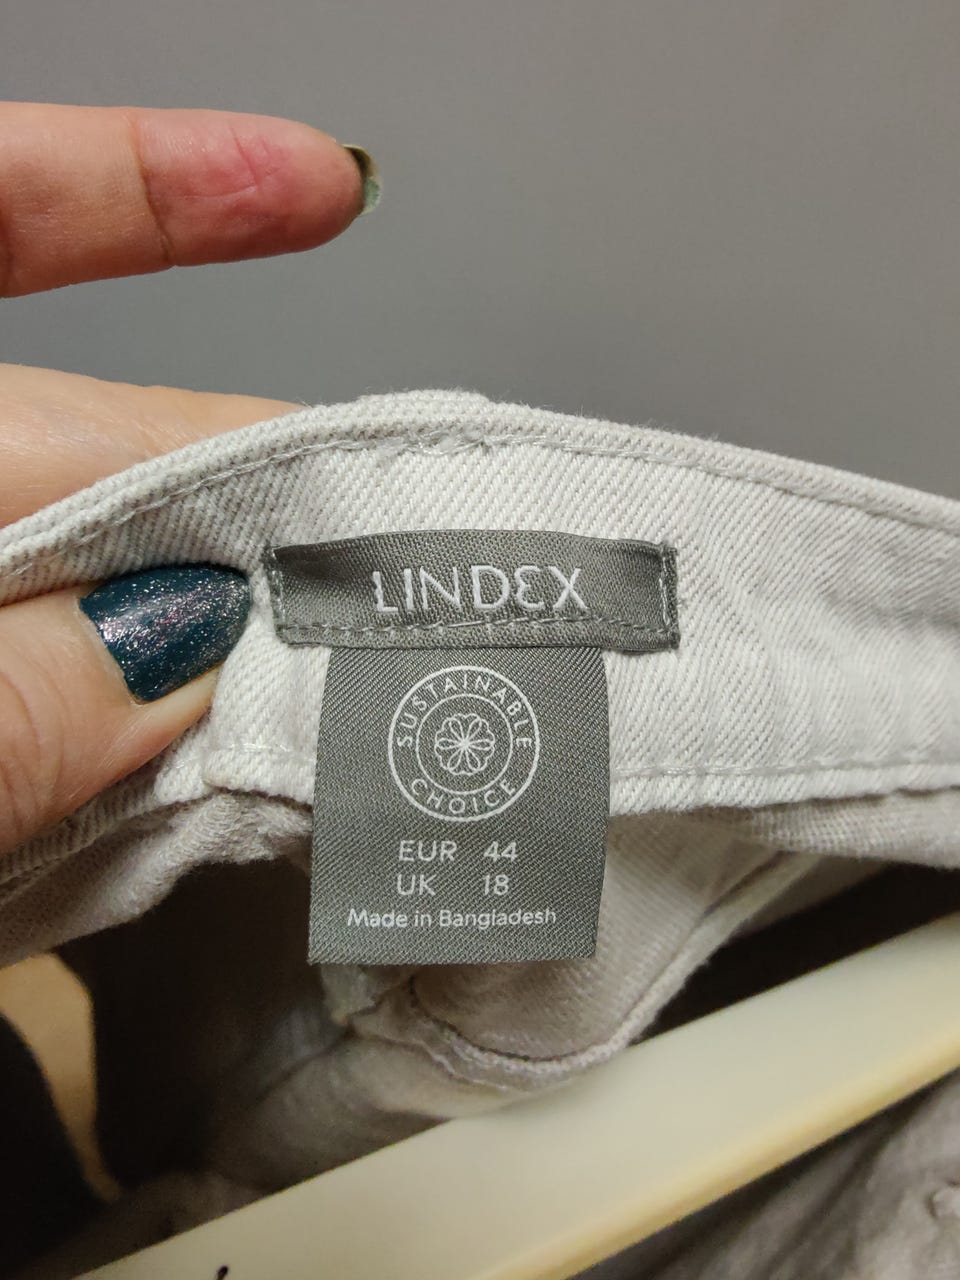 LINDEX
SUSTAINABLE
CHOICE
EUR 44
UK 18
Made in Bangladesh